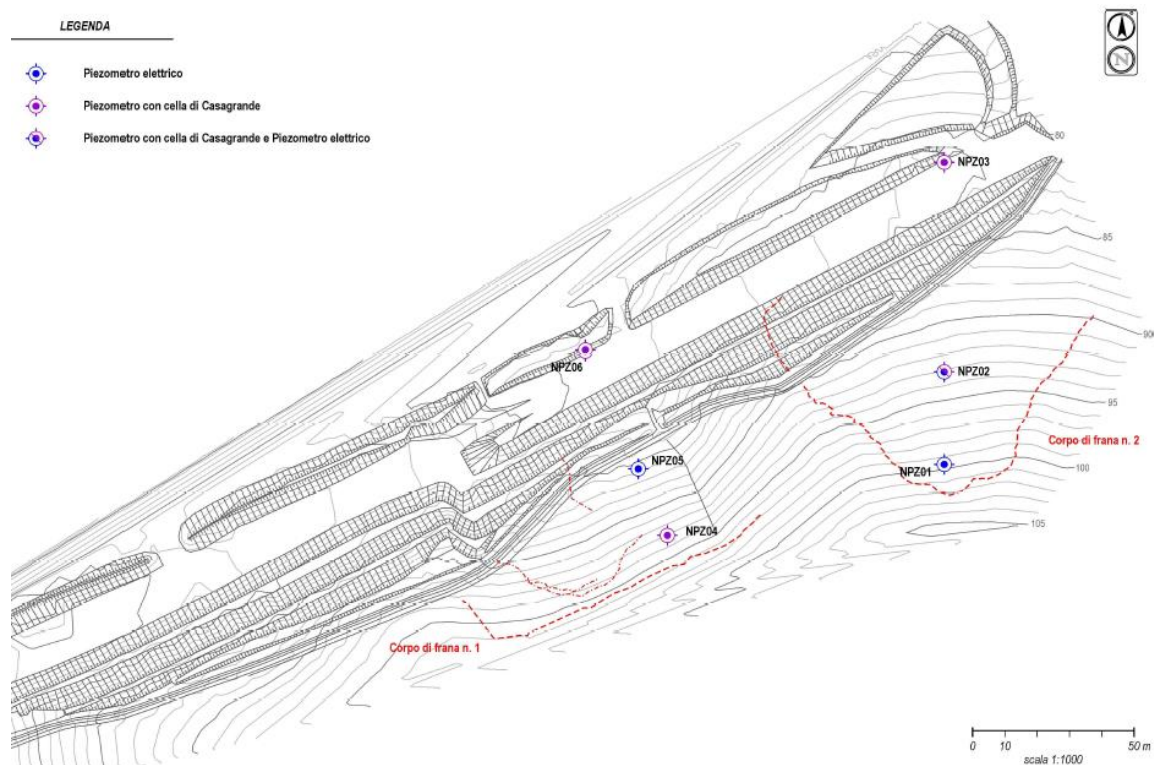 LEGENDA
Piezometro elettrico
Piezometro con cella di Casagrande
Piezometro con cella di Casagrande e Piezometro elettrico
N
80
NPZ03
85
90
NPZ06
NPZ02
95
Corpo di frana n. 2
NPZ05
NPZ01
100
105
NPZ04
Corpo di frana n. 1
0 10 50 m
scala 1:1000